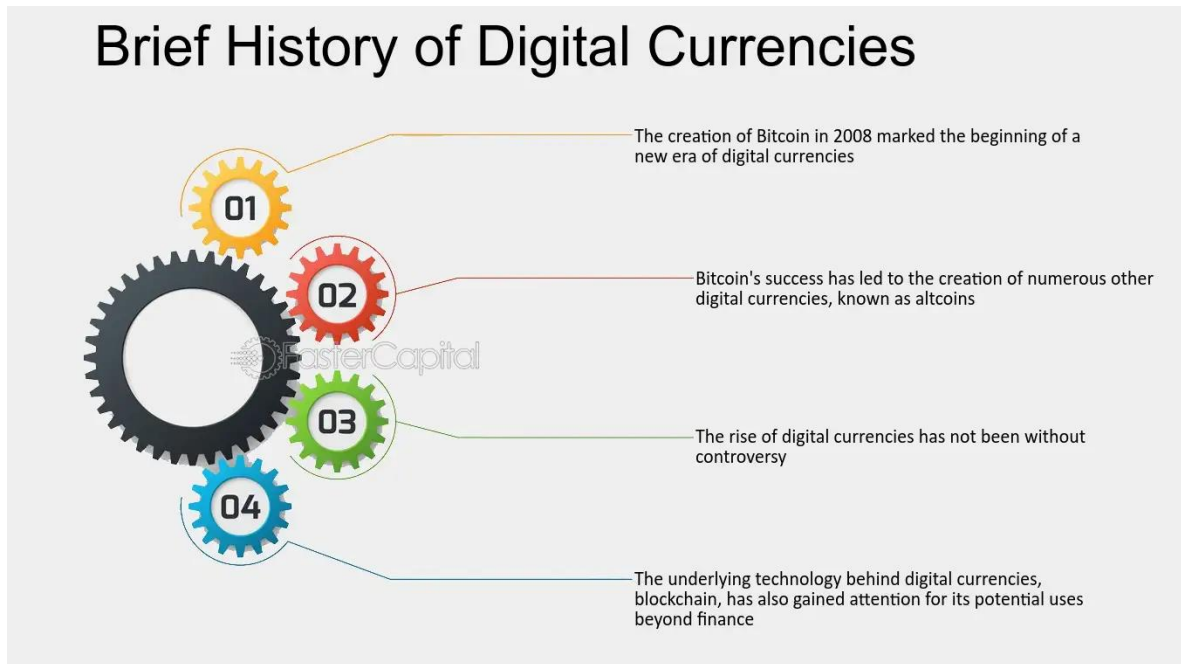 Brief History of Digital Currencies
01
The creation of Bitcoin in 2008 marked the beginning of a
new era of digital currencies
02
Bitcoin's success has led to the creation of numerous other
digital currencies, known as altcoins
FasterCapital
03
The rise of digital currencies has not been without
controversy
04
The underlying technology behind digital currencies,
blockchain, has also gained attention for its potential uses
beyond finance